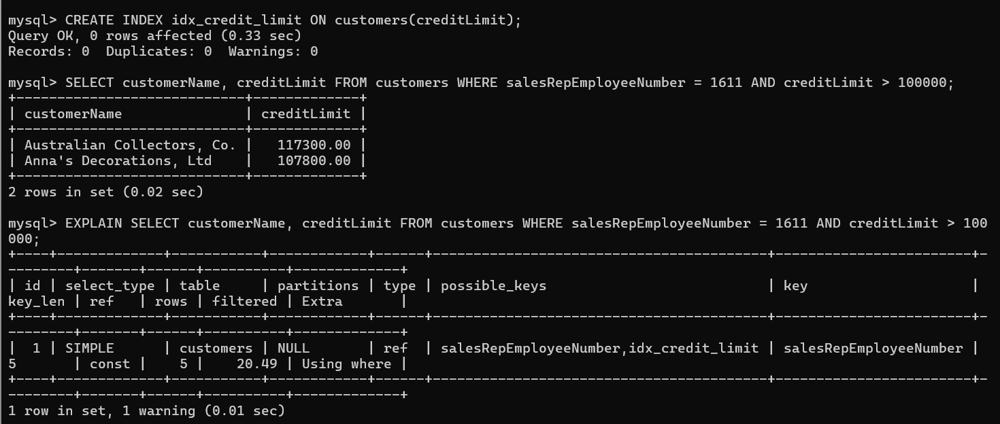 mysql> CREATE INDEX idx_credit_limit ON customers(creditLimit);
Query OK, 0 rows affected (0.33 sec)
Records: 0  Duplicates: 0  Warnings: 0

mysql> SELECT customerName, creditLimit FROM customers WHERE salesRepEmployeeNumber = 1611 AND creditLimit > 100000;
+----------------------------+-------------+
| customerName               | creditLimit |
+----------------------------+-------------+
| Australian Collectors, Co. |   117300.00 |
| Anna's Decorations, Ltd    |   107800.00 |
+----------------------------+-------------+
2 rows in set (0.02 sec)

mysql> EXPLAIN SELECT customerName, creditLimit FROM customers WHERE salesRepEmployeeNumber = 1611 AND creditLimit > 100
000;
+----+-------------+-----------+------------+------+-----------------------------------------+------------------------+-
--------+-------+------+----------+-------------+
| id | select_type | table     | partitions | type | possible_keys                           | key                    |
key_len | ref   | rows | filtered | Extra       |
+----+-------------+-----------+------------+------+-----------------------------------------+------------------------+-
--------+-------+------+----------+-------------+
|  1 | SIMPLE      | customers | NULL       | ref  | salesRepEmployeeNumber,idx_credit_limit | salesRepEmployeeNumber |
5       | const |    5 |    20.49 | Using where |
+----+-------------+-----------+------------+------+-----------------------------------------+------------------------+-
--------+-------+------+----------+-------------+
1 row in set, 1 warning (0.01 sec)